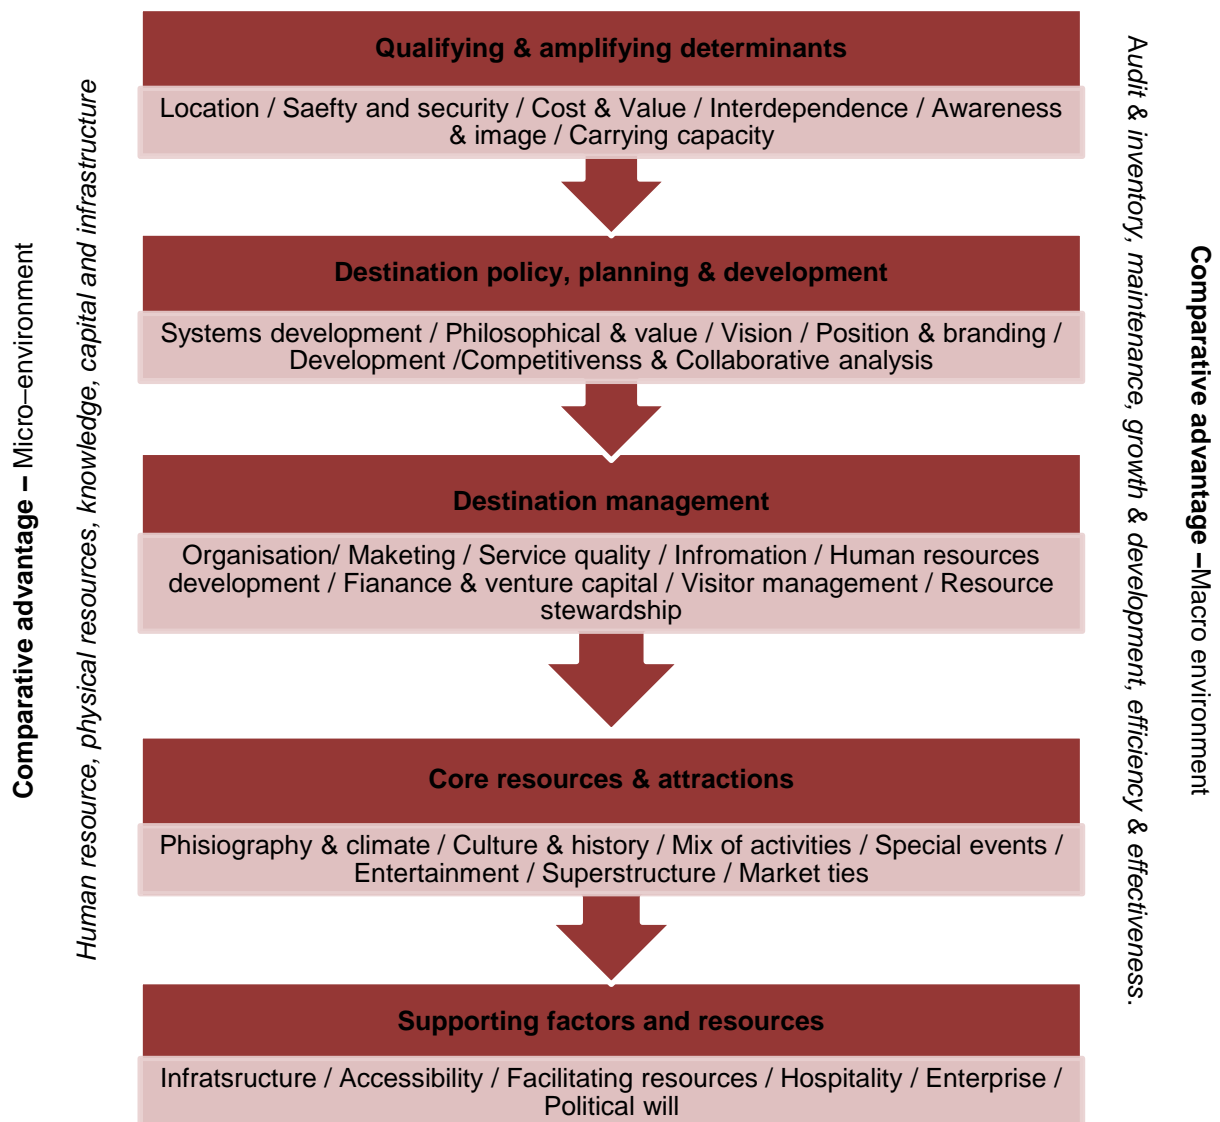 Qualifying & amplifying determinants
Location / Saefty and security / Cost & Value / Interdependence / Awareness
& image / Carrying capacity
Destination policy, planning & development
Systems development / Philosophical & value / Vision / Position & branding /
Development /Competitivenss & Collaborative analysis
Destination management
Organisation/ Maketing / Service quality / Infromation / Human resources
development / Fianance & venture capital / Visitor management / Resource
stewardship
Core resources & attractions
Phisiography & climate / Culture & history / Mix of activities / Special events /
Entertainment / Superstructure / Market ties
Supporting factors and resources
Infratsructure / Accessibility / Facilitating resources / Hospitality / Enterprise /
Political will
Comparative advantage – Micro–environment
Human resource, physical resources, knowledge, capital and infrastructure
Audit & inventory, maintenance, growth & development, efficiency & effectiveness.
Comparative advantage –Macro environment